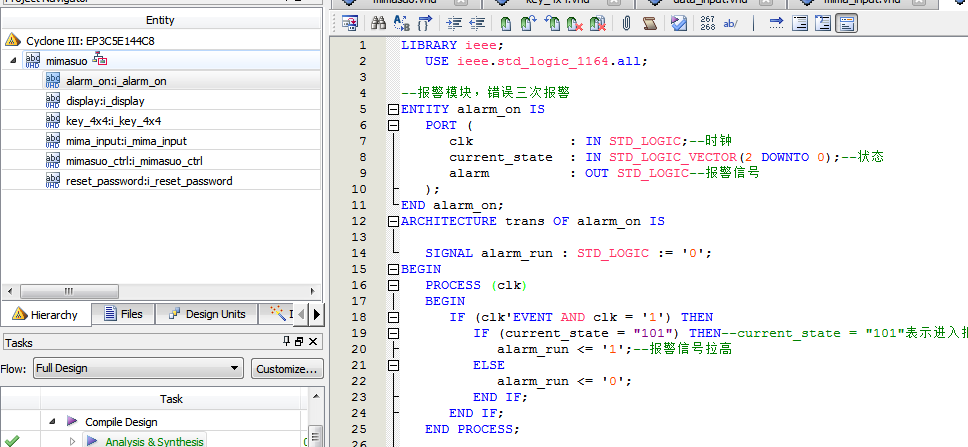 Project Navigator
Entity
Cyclone III: EP3C5E144C8
mimasuo
alarm_on:i_alarm_on
display:i_display
key_4x4:i_key_4x4
mima_input:i_mima_input
mimasuo_ctrl:i_mimasuo_ctrl
reset_password:i_reset_password
Hierarchy
Files
Design Units
Tasks
Flow:
Full Design
Customize...
Task
Compile Design
Analysis & Synthesis
mimasuo.vhd
key_4x4.vhd
data_input.vhd
mima_input.vhd
267
268
ab/
1 LIBRARY ieee;
2 USE ieee.std_logic_1164.all;
3
4 --报警模块，错误三次报警
5 ENTITY alarm_on IS
6 PORT (
7 clk : IN STD_LOGIC;--时钟
8 current_state : IN STD_LOGIC_VECTOR(2 DOWNTO 0);--状态
9 alarm : OUT STD_LOGIC--报警信号
10 );
11 END alarm_on;
12 ARCHITECTURE trans OF alarm_on IS
13
14 SIGNAL alarm_run : STD_LOGIC := '0';
15 BEGIN
16 PROCESS (clk)
17 BEGIN
18 IF (clk'EVENT AND clk = '1') THEN
19 IF (current_state = "101") THEN--current_state = "101"表示进入
20 alarm_run <= '1';--报警信号拉高
21 ELSE
22 alarm_run <= '0';
23 END IF;
24 END IF;
25 END PROCESS;
26